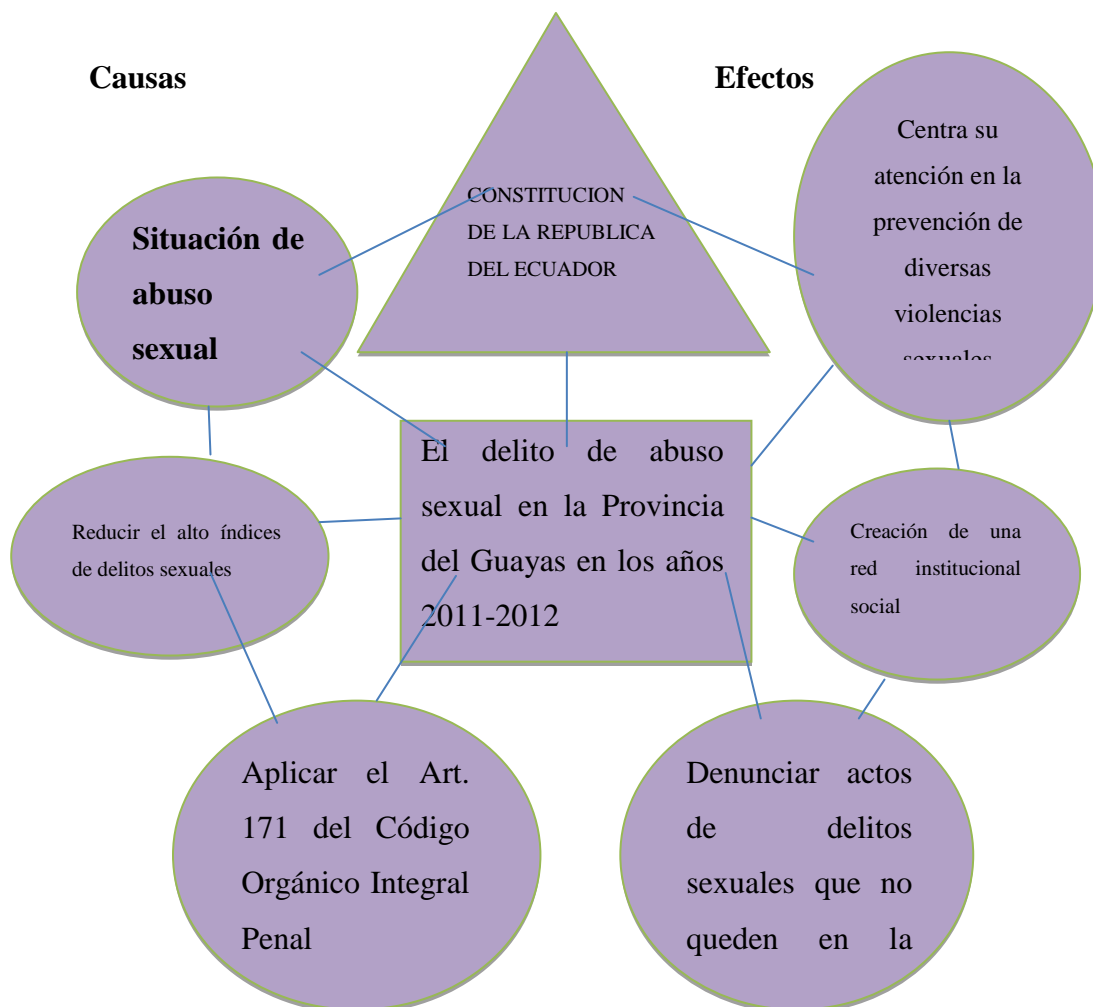 Causas
Efectos
CONSTITUCION
DE LA REPUBLICA
DEL ECUADOR
Centra su
atención en la
prevención de
diversas
violencias
sexuales
Situación de
abuso
sexual
El delito de abuso
sexual en la Provincia
del Guayas en los años
2011-2012
Reducir el alto índices
de delitos sexuales
Creación de una
red institucional
social
Aplicar el Art.
171 del Código
Orgánico Integral
Penal
Denunciar actos
de delitos
sexuales que no
queden en la